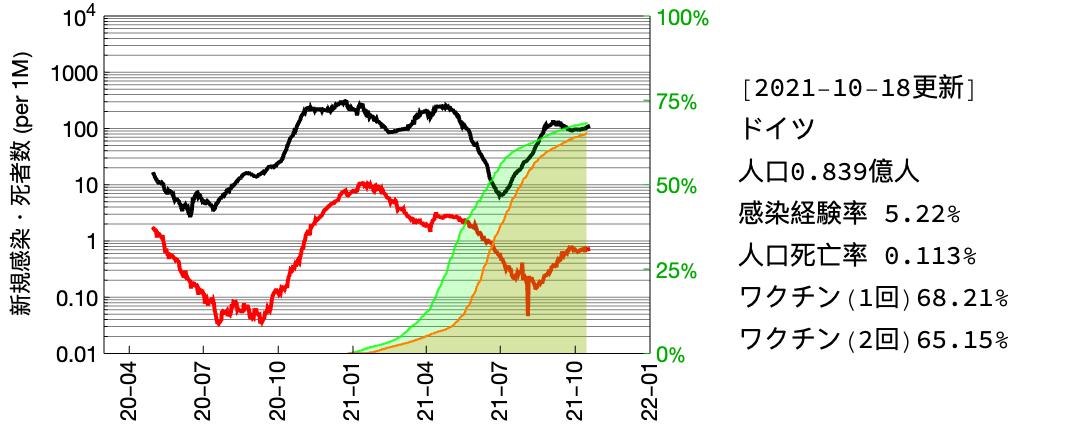 新規感染・死者数 (per 1M)
10⁴
1000
100
10
1
0.10
0.01
100%
75%
50%
25%
0%
20-04
20-07
20-10
21-01
21-04
21-07
21-10
22-01
[2021-10-18更新]
ドイツ
人口0.839億人
感染経験率 5.22%
人口死亡率 0.113%
ワクチン(1回)68.21%
ワクチン(2回)65.15%